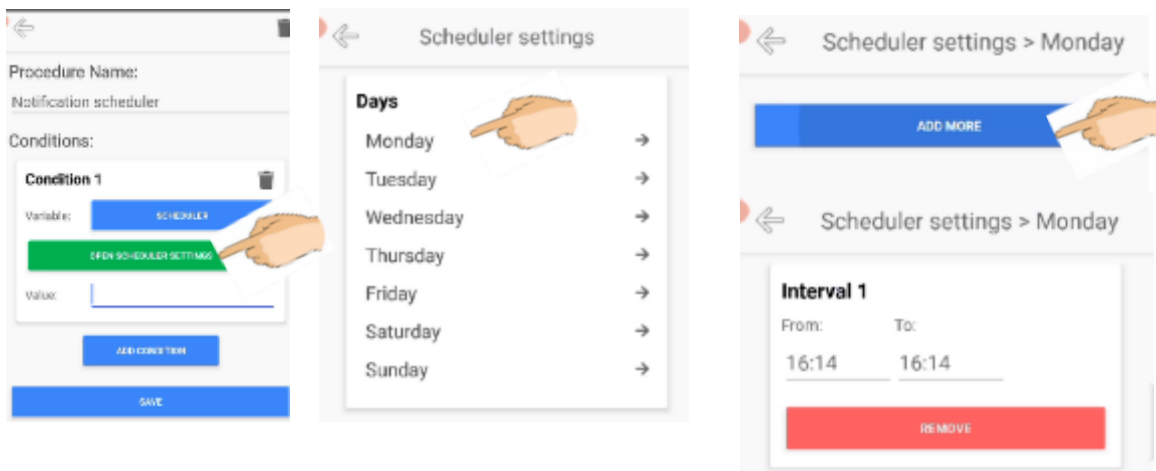 Procedure Name:
Notification scheduler
Conditions:
Condition 1
Variable: SCHEDULER
OPEN SCHEDULER SETTINGS
Value:
ADD CONDITION
SAVE
Scheduler settings
Days
Monday
Tuesday
Wednesday
Thursday
Friday
Saturday
Sunday
Scheduler settings > Monday
ADD MORE
Scheduler settings > Monday
Interval 1
From: To:
16:14 16:14
REMOVE